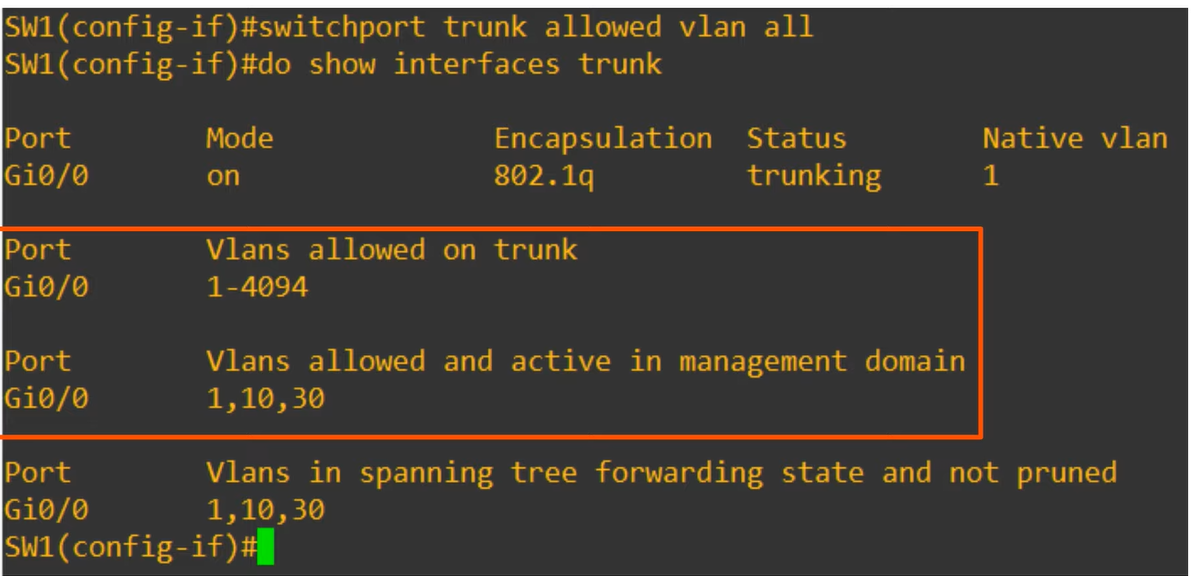 SW1(config-if)#switchport trunk allowed vlan all
SW1(config-if)#do show interfaces trunk
Port Mode Encapsulation Status Native vlan
Gi0/0 on 802.1q trunking 1
Port Vlans allowed on trunk
Gi0/0 1-4094
Port Vlans allowed and active in management domain
Gi0/0 1,10,30
Port Vlans in spanning tree forwarding state and not pruned
Gi0/0 1,10,30
SW1(config-if)#